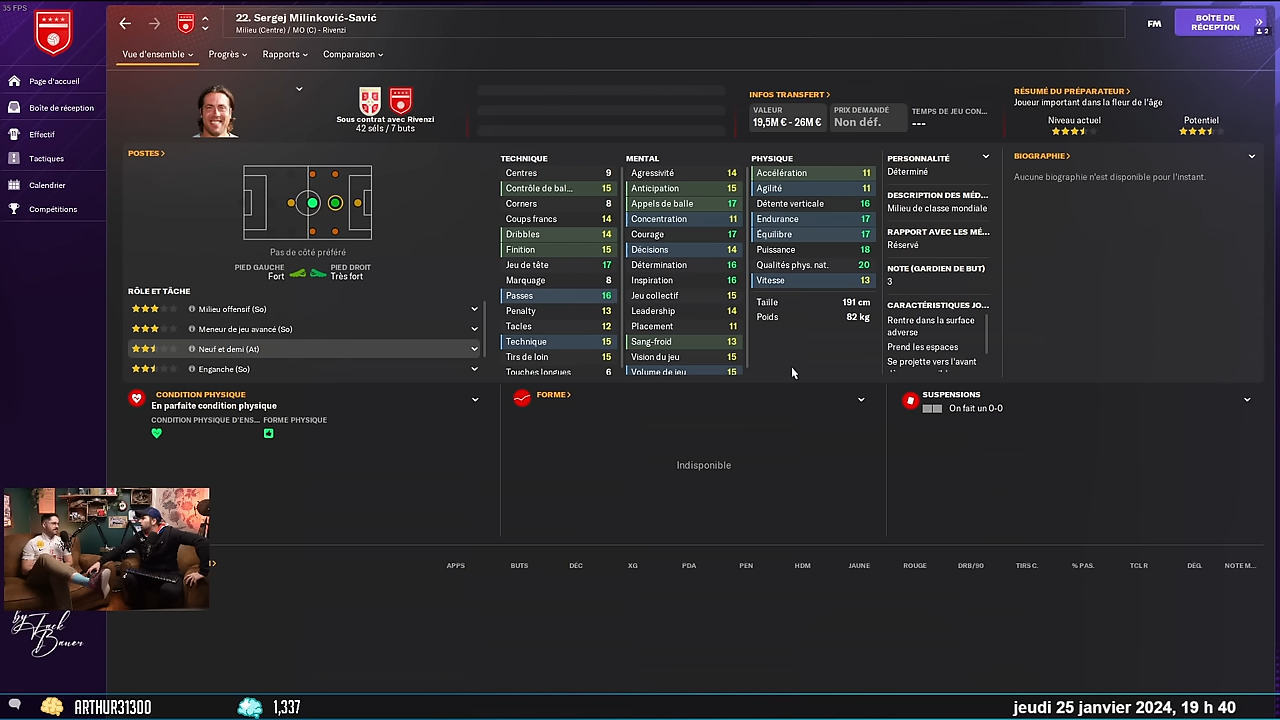 35 FPS
22. Sergej Milinković-Savić
Milieu (Centre) / MO (C) - Rivenzi
FM
BOÎTE DE RÉCEPTION
2
Vue d'ensemble
Progrès
Rapports
Comparaison
Page d'accueil
Boîte de réception
Effectif
Tactiques
Calendrier
Compétitions
Sous contrat avec Rivenzi
42 séls / 7 buts
INFOS TRANSFERT
VALEUR
19,5M € - 26M €
PRIX DEMANDÉ
Non déf.
TEMPS DE JEU CON...
---
RÉSUMÉ DU PRÉPARATEUR
Joueur important dans la fleur de l'âge
Niveau actuel
Potentiel
POSTES
Pas de côté préféré
PIED GAUCHE
Fort
PIED DROIT
Très fort
RÔLE ET TÂCHE
Milieu offensif (So)
Meneur de jeu avancé (So)
Neuf et demi (At)
Enganche (So)
TECHNIQUE
Centres 9
Contrôle de bal... 15
Corners 8
Coups francs 14
Dribbles 14
Finition 15
Jeu de tête 17
Marquage 8
Passes 16
Penalty 13
Tacles 12
Technique 15
Tirs de loin 15
Touches longues 6
MENTAL
Agressivité 14
Anticipation 15
Appels de balle 17
Concentration 11
Courage 17
Décisions 14
Détermination 16
Inspiration 16
Jeu collectif 15
Leadership 14
Placement 11
Sang-froid 13
Vision du jeu 15
Volume de jeu 15
PHYSIQUE
Accélération 11
Agilité 11
Détente verticale 16
Endurance 17
Équilibre 17
Puissance 18
Qualités phys. nat. 20
Vitesse 13
Taille 191 cm
Poids 82 kg
PERSONNALITÉ
Déterminé
DESCRIPTION DES MÉD...
Milieu de classe mondiale
RAPPORT AVEC LES MÉ...
Réservé
NOTE (GARDIEN DE BUT)
3
CARACTÉRISTIQUES JO...
Rentre dans la surface
adverse
Prend les espaces
Se projette vers l'avant
BIOGRAPHIE
Aucune biographie n'est disponible pour l'instant.
CONDITION PHYSIQUE
En parfaite condition physique
CONDITION PHYSIQUE D'ENS... FORME PHYSIQUE
FORME
Indisponible
SUSPENSIONS
On fait un 0-0
APPS BUTS DÉC XG PDA PEN HDM JAUNE ROUGE DRB/90 TIRS C. % PAS. TCL R DÉG. NOTE M...
by Jack Bauer
ARTHUR31300
1,337
jeudi 25 janvier 2024, 19 h 40